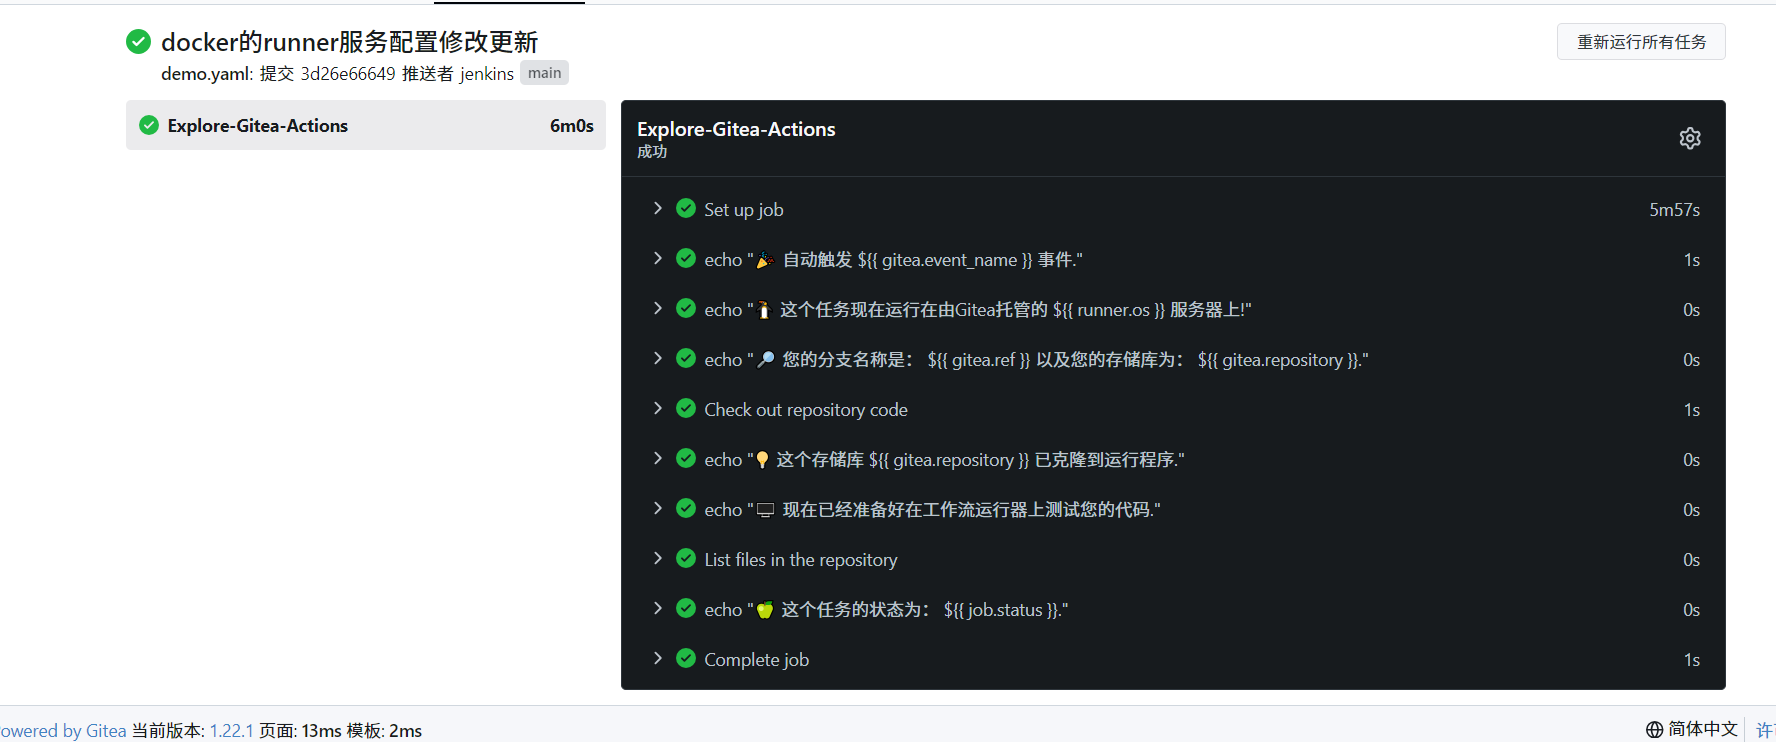 docker的runner服务配置修改更新
重新运行所有任务
demo.yaml: 提交 3d26e66649 推送者 jenkins main
Explore-Gitea-Actions 6m0s
Explore-Gitea-Actions
成功
Set up job 5m57s
echo "🎉 自动触发 ${{ gitea.event_name }} 事件." 1s
echo "🐧 这个任务现在运行在由Gitea托管的 ${{ runner.os }} 服务器上!" 0s
echo "🔎 您的分支名称是： ${{ gitea.ref }} 以及您的存储库为： ${{ gitea.repository }}." 0s
Check out repository code 1s
echo "💡 这个存储库 ${{ gitea.repository }} 已克隆到运行程序." 0s
echo "🖥️ 现在已经准备好在工作流运行器上测试您的代码." 0s
List files in the repository 0s
echo "🍏 这个任务的状态为： ${{ job.status }}." 0s
Complete job 1s
owered by Gitea 当前版本: 1.22.1 页面: 13ms 模板: 2ms
简体中文 许